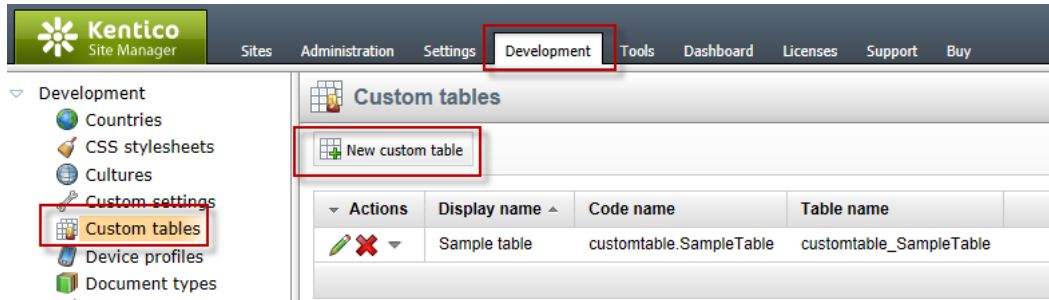 Kentico
Site Manager
Sites Administration Settings Development Tools Dashboard Licenses Support Buy
Development
Countries
CSS stylesheets
Cultures
Custom settings
Custom tables
Device profiles
Document types
Custom tables
New custom table
Actions Display name Code name Table name
Sample table customtable.SampleTable customtable_SampleTable